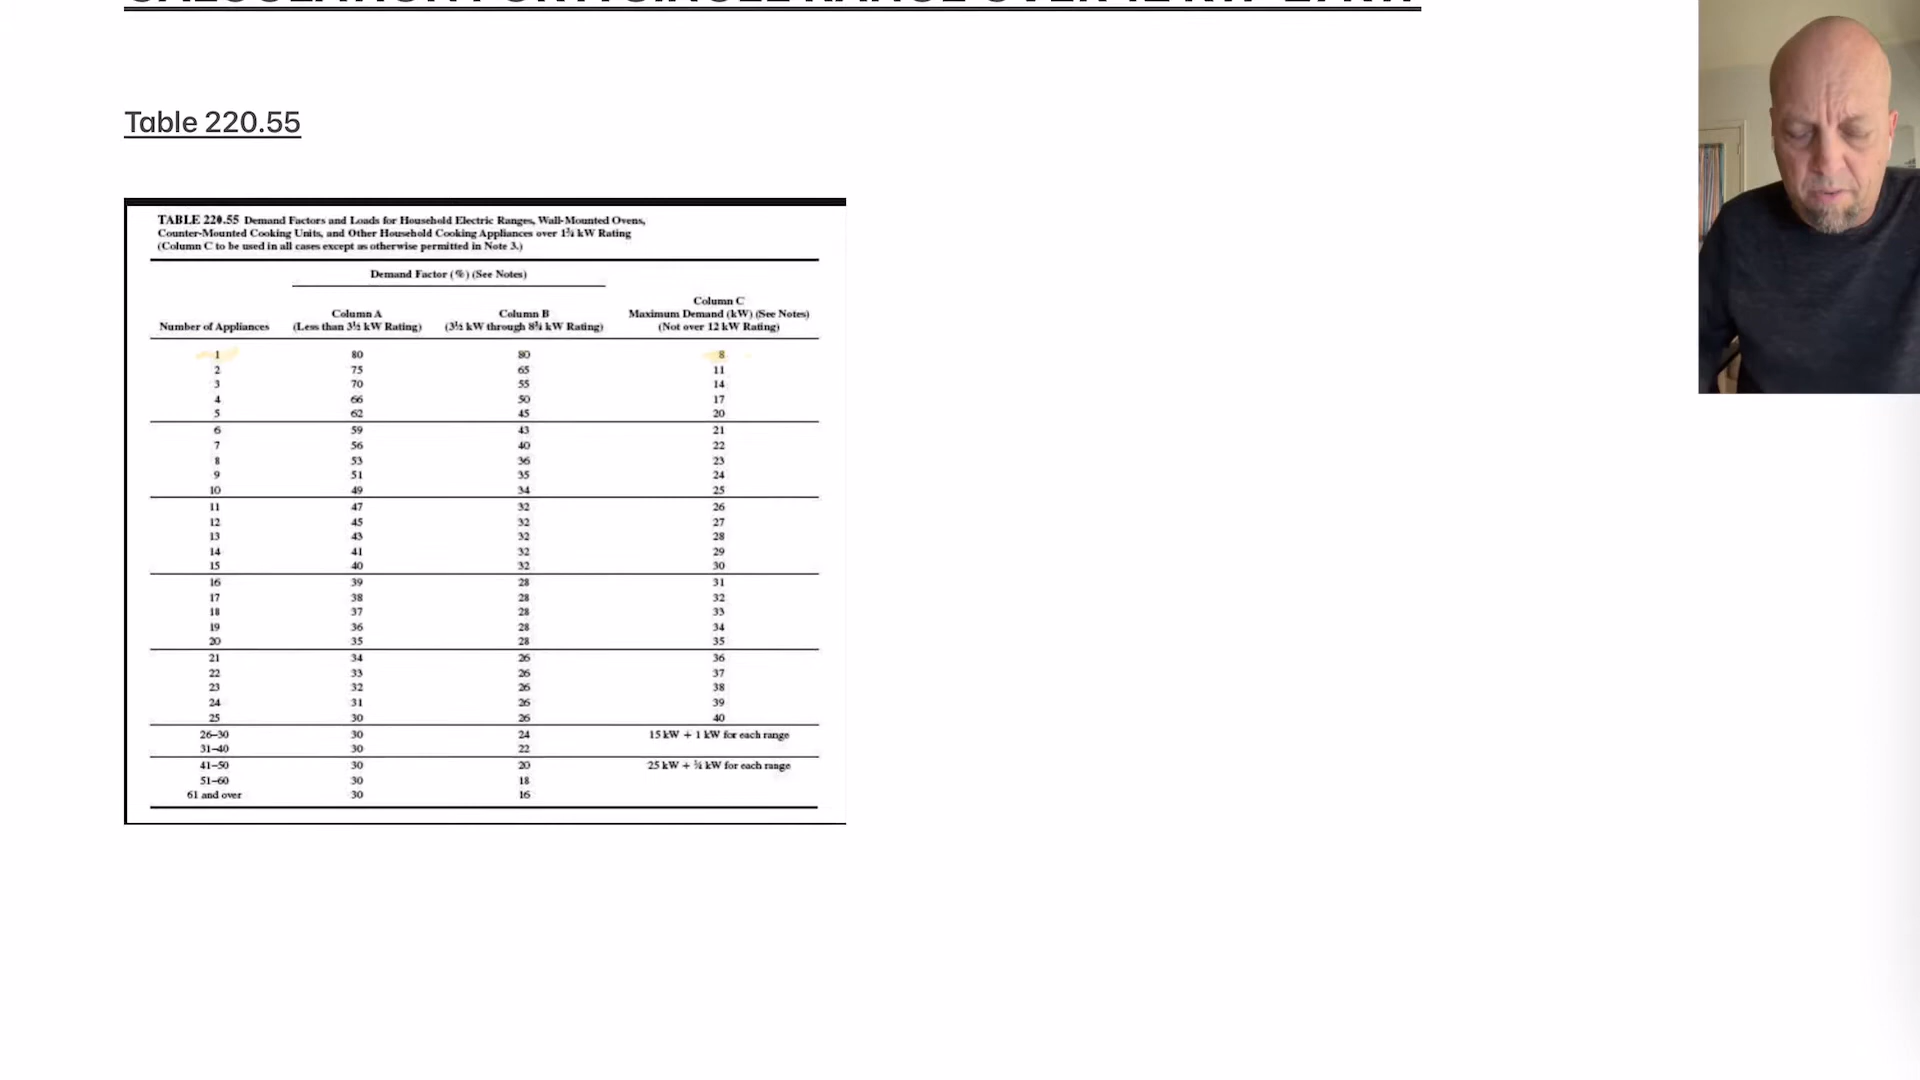 CALCULATION FOR A SINGLE RANGE OVER 12 KW - 27 KW
Table 220.55
TABLE 220.55 Demand Factors and Loads for Household Electric Ranges, Wall-Mounted Ovens,
Counter-Mounted Cooking Units, and Other Household Cooking Appliances over 1¾ kW Rating
(Column C to be used in all cases except as otherwise permitted in Note 3.)
Demand Factor (%) (See Notes)
Number of Appliances Column A (Less than 3½ kW Rating) Column B (3½ kW through 8¾ kW Rating) Column C Maximum Demand (kW) (See Notes) (Not over 12 kW Rating)
1 80 80 8
2 75 65 11
3 70 55 14
4 66 50 17
5 62 45 20
6 59 43 21
7 56 40 22
8 53 36 23
9 51 35 24
10 49 34 25
11 47 32 26
12 45 32 27
13 43 32 28
14 41 32 29
15 40 32 30
16 39 28 31
17 38 28 32
18 37 28 33
19 36 28 34
20 35 28 35
21 34 26 36
22 33 26 37
23 32 26 38
24 31 26 39
25 30 26 40
26–30 30 24 15 kW + 1 kW for each range
31–40 30 22
41–50 30 20 25 kW + ¾ kW for each range
51–60 30 18
61 and over 30 16